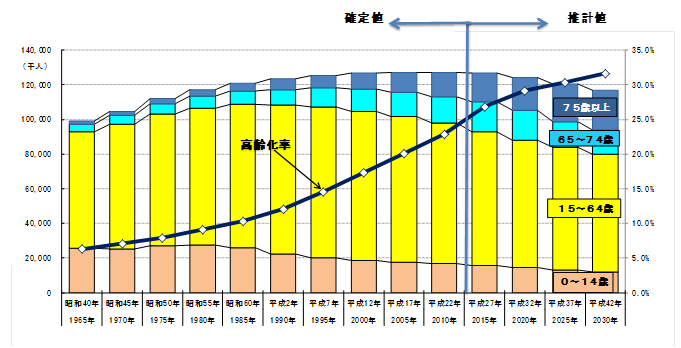 確定値 推計値
140,000 35.0%
（千人）
120,000 30.0%
100,000 25.0%
75歳以上
65～74歳
80,000 20.0%
高齢化率
60,000 15.0%
15～64歳
40,000 10.0%
20,000 5.0%
0～14歳
0 0.0%
昭和40年 昭和45年 昭和50年 昭和55年 昭和60年 平成2年 平成7年 平成12年 平成17年 平成22年 平成27年 平成32年 平成37年 平成42年
1965年 1970年 1975年 1980年 1985年 1990年 1995年 2000年 2005年 2010年 2015年 2020年 2025年 2030年